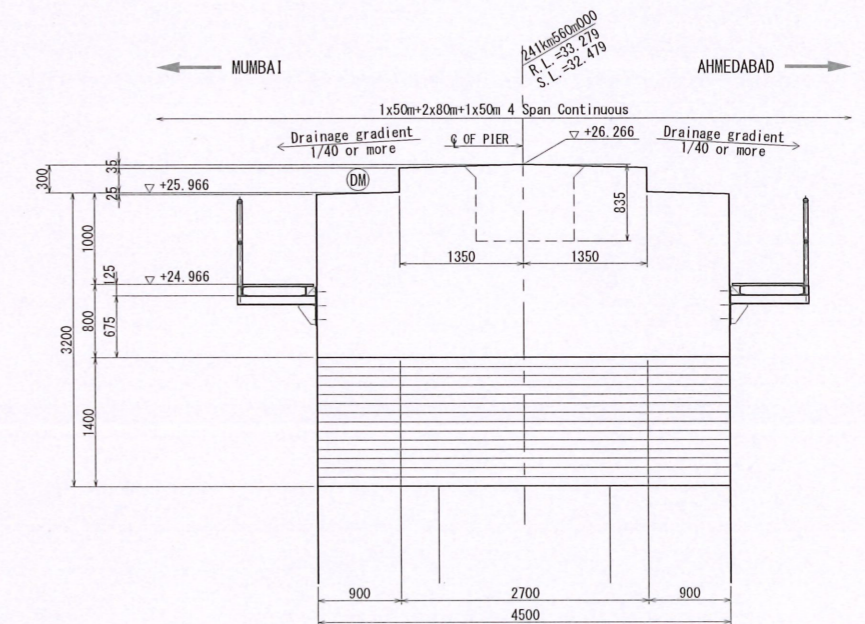 241km560m000
R. L. =33. 279
S. L. =32. 479
MUMBAI
AHMEDABAD
1x50m+2x80m+1x50m 4 Span Continuous
Drainage gradient
1/40 or more
℄ OF PIER
▽ +26. 266
Drainage gradient
1/40 or more
300
35
25
DM
▽ +25. 966
835
1000
1350
1350
125
▽ +24. 966
3200
800
675
1400
900
2700
900
4500